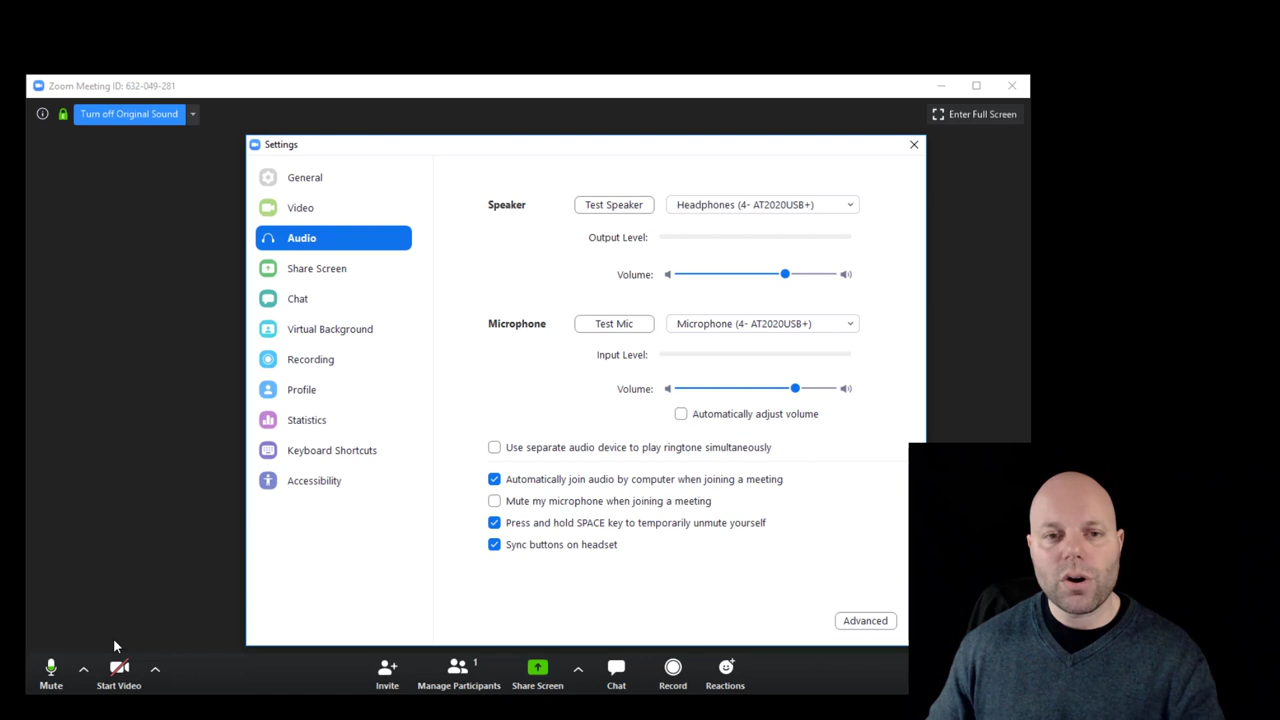 Zoom Meeting ID: 632-049-281
Turn off Original Sound
Enter Full Screen
Settings
General
Video
Audio
Share Screen
Chat
Virtual Background
Recording
Profile
Statistics
Keyboard Shortcuts
Accessibility
Speaker
Test Speaker
Headphones (4- AT2020USB+)
Output Level:
Volume:
Microphone
Test Mic
Microphone (4- AT2020USB+)
Input Level:
Volume:
Automatically adjust volume
Use separate audio device to play ringtone simultaneously
Automatically join audio by computer when joining a meeting
Mute my microphone when joining a meeting
Press and hold SPACE key to temporarily unmute yourself
Sync buttons on headset
Advanced
Mute
Start Video
Invite
1
Manage Participants
Share Screen
Chat
Record
Reactions